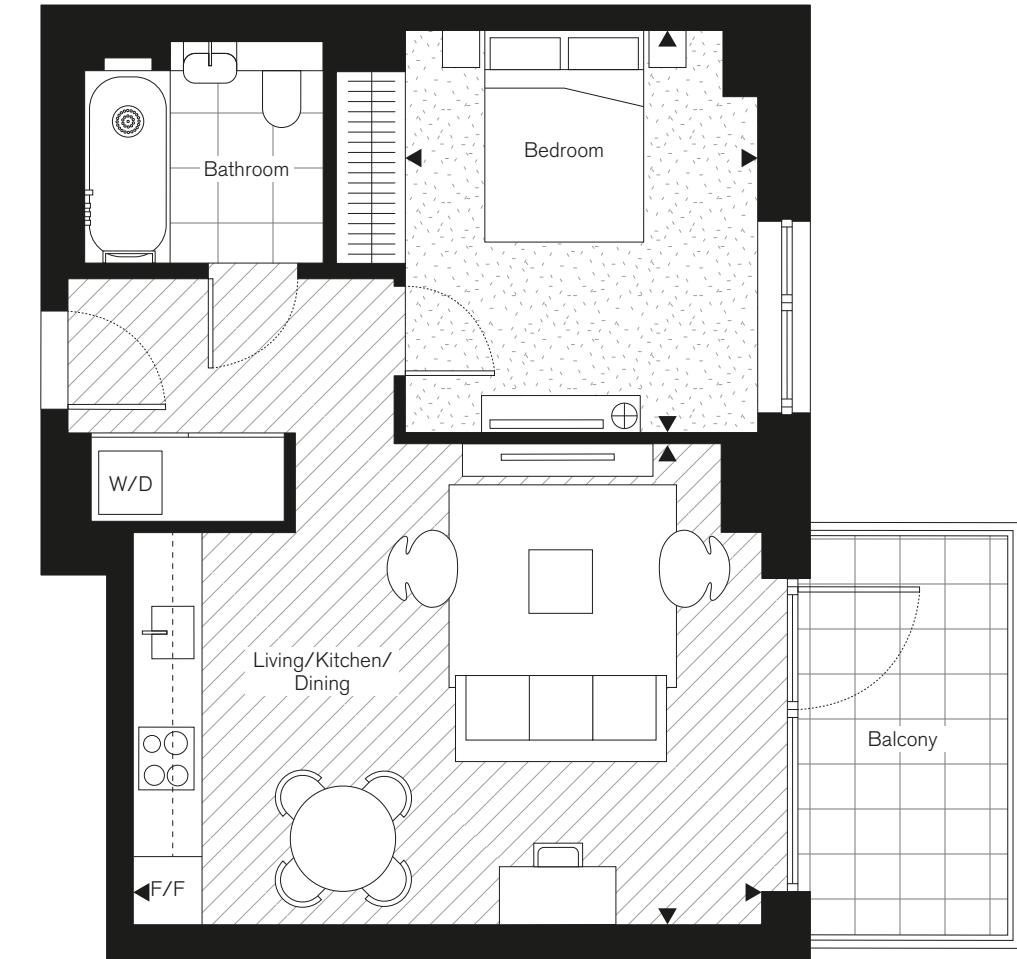 Bathroom
Bedroom
W/D
Living/Kitchen/
Dining
Balcony
F/F